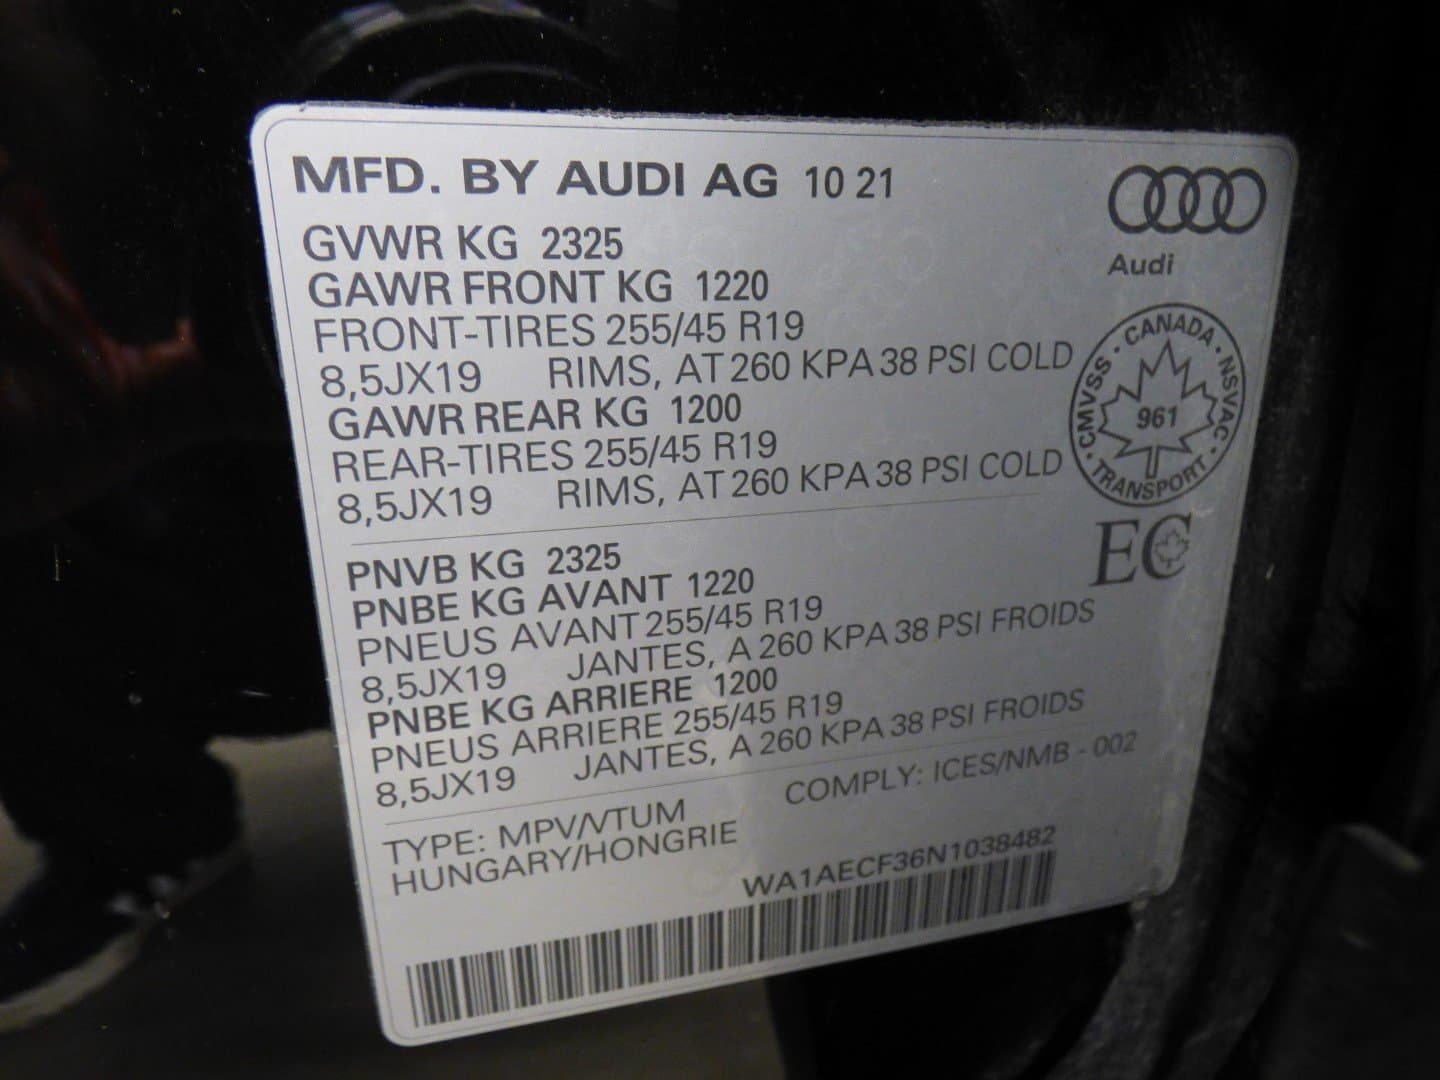 MFD. BY AUDI AG 10 21
Audi
GVWR KG 2325
GAWR FRONT KG 1220
FRONT-TIRES 255/45 R19
8,5JX19 RIMS, AT 260 KPA 38 PSI COLD
GAWR REAR KG 1200
REAR-TIRES 255/45 R19
8,5JX19 RIMS, AT 260 KPA 38 PSI COLD
CMVSS · CANADA · NSVAC · TRANSPORT ·
961
EC
PNVB KG 2325
PNBE KG AVANT 1220
PNEUS AVANT 255/45 R19
8,5JX19 JANTES, A 260 KPA 38 PSI FROIDS
PNBE KG ARRIERE 1200
PNEUS ARRIERE 255/45 R19
8,5JX19 JANTES, A 260 KPA 38 PSI FROIDS
TYPE: MPV/VTUM COMPLY: ICES/NMB - 002
HUNGARY/HONGRIE
WA1AECF36N1038482